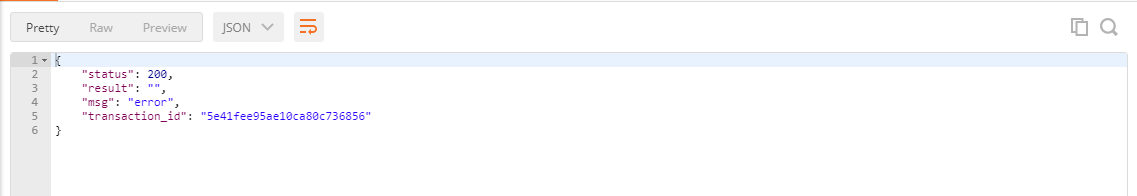 Pretty Raw Preview JSON
1 {
2 "status": 200,
3 "result": "",
4 "msg": "error",
5 "transaction_id": "5e41fee95ae10ca80c736856"
6 }